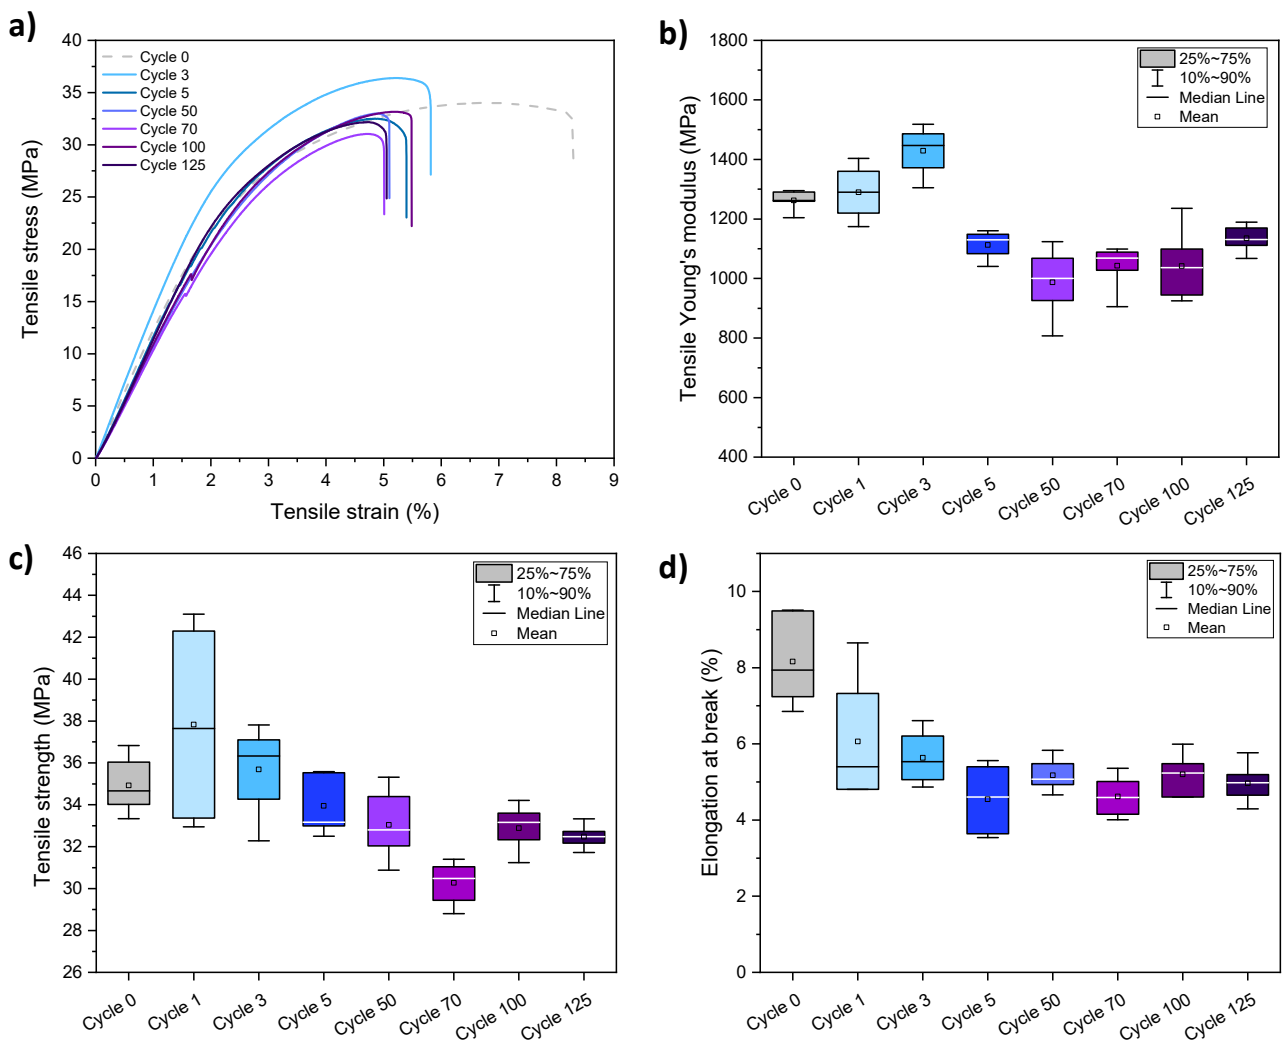 a)
40
35
30
25
20
15
10
5
0
Tensile stress (MPa)
Cycle 0
Cycle 3
Cycle 5
Cycle 50
Cycle 70
Cycle 100
Cycle 125
0 1 2 3 4 5 6 7 8 9
Tensile strain (%)
b)
1800
1600
1400
1200
1000
800
600
400
Tensile Young's modulus (MPa)
25%~75%
10%~90%
Median Line
Mean
Cycle 0 Cycle 1 Cycle 3 Cycle 5 Cycle 50 Cycle 70 Cycle 100 Cycle 125
c)
46
44
42
40
38
36
34
32
30
28
26
Tensile strength (MPa)
25%~75%
10%~90%
Median Line
Mean
Cycle 0 Cycle 1 Cycle 3 Cycle 5 Cycle 50 Cycle 70 Cycle 100 Cycle 125
d)
10
8
6
4
2
0
Elongation at break (%)
25%~75%
10%~90%
Median Line
Mean
Cycle 0 Cycle 1 Cycle 3 Cycle 5 Cycle 50 Cycle 70 Cycle 100 Cycle 125